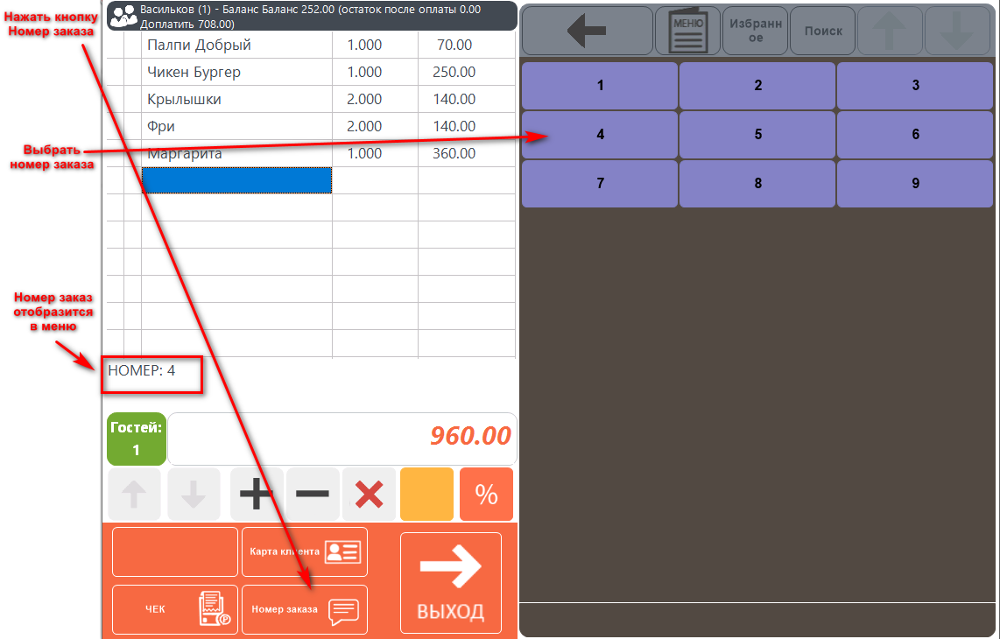 Нажать кнопку
Номер заказа
Выбрать
номер заказа
Номер заказ
отобразится
в меню
Васильков (1) - Баланс Баланс 252.00 (остаток после оплаты 0.00
Доплатить 708.00)
Палпи Добрый 1.000 70.00
Чикен Бургер 1.000 250.00
Крылышки 2.000 140.00
Фри 2.000 140.00
Маргарита 1.000 360.00
НОМЕР: 4
Гостей:
1
960.00
%
Карта клиента
ЧЕК
Номер заказа
ВЫХОД
МЕНЮ
Избранн
ое
Поиск
1 2 3
4 5 6
7 8 9